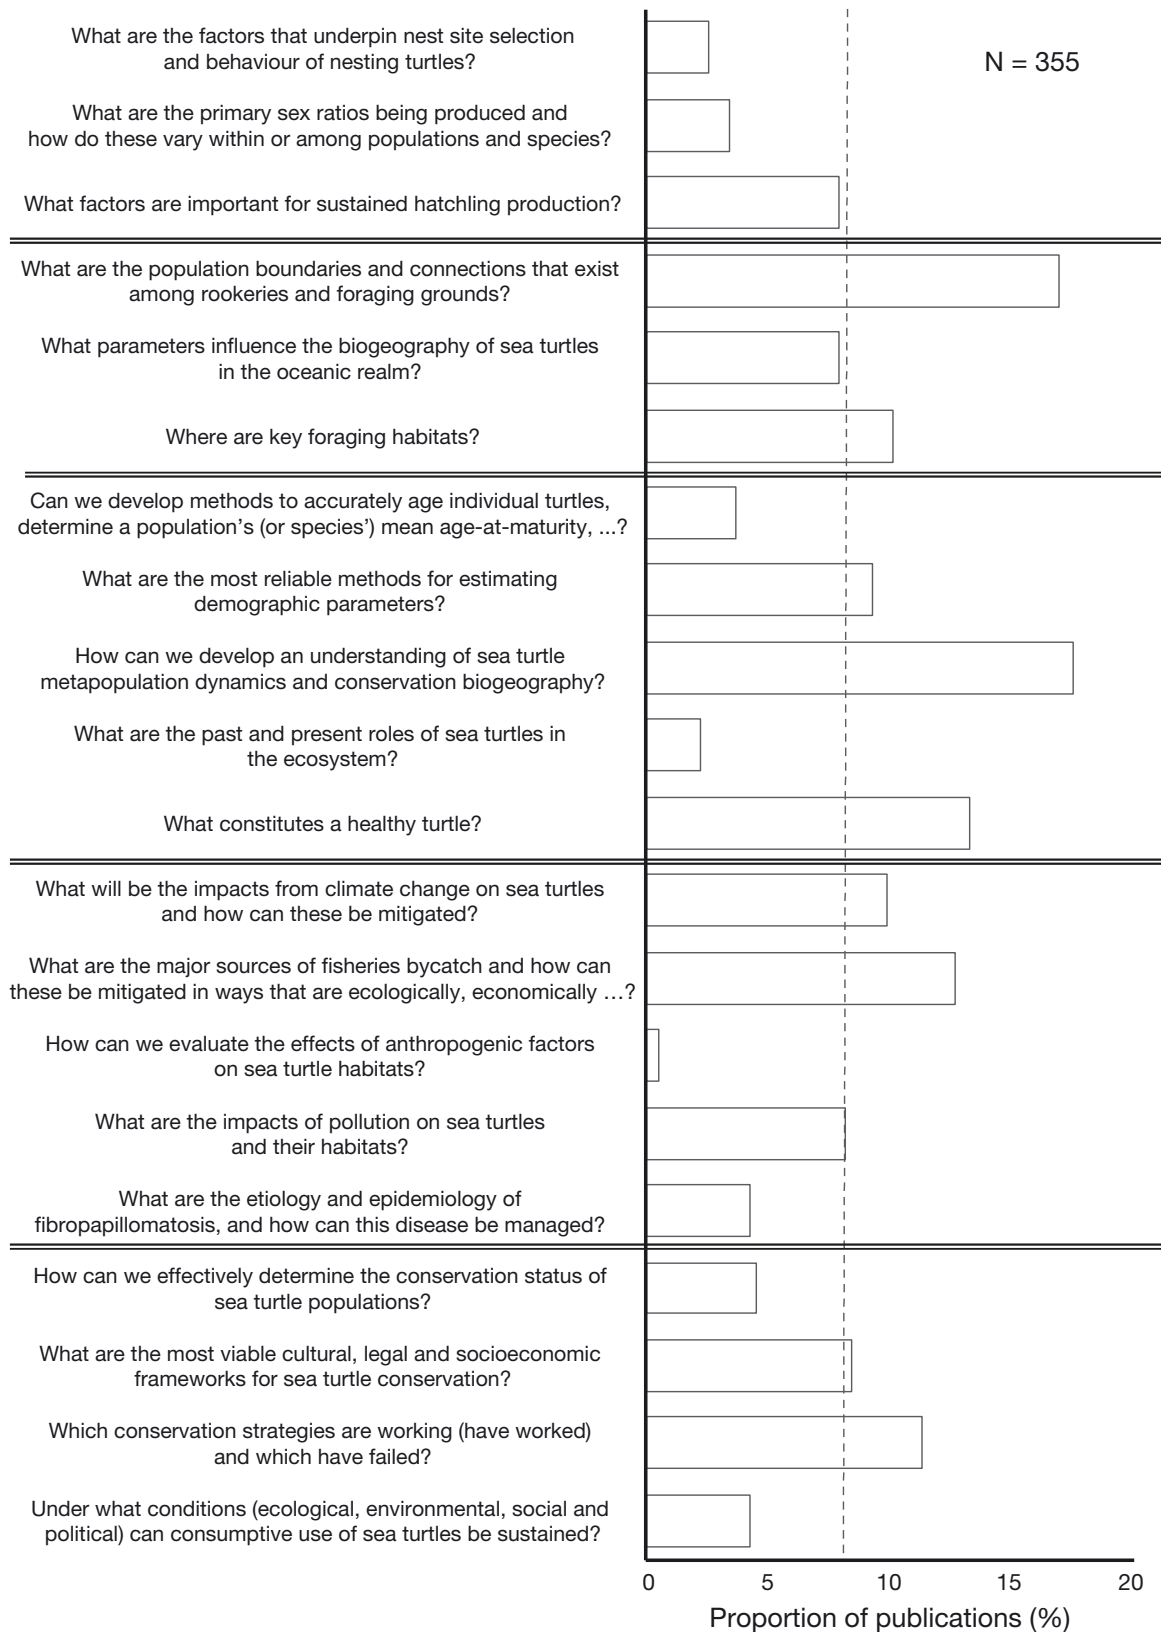 What are the factors that underpin nest site selection
and behaviour of nesting turtles?
N = 355
What are the primary sex ratios being produced and
how do these vary within or among populations and species?
What factors are important for sustained hatchling production?
What are the population boundaries and connections that exist
among rookeries and foraging grounds?
What parameters influence the biogeography of sea turtles
in the oceanic realm?
Where are key foraging habitats?
Can we develop methods to accurately age individual turtles,
determine a population’s (or species’) mean age-at-maturity, ...?
What are the most reliable methods for estimating
demographic parameters?
How can we develop an understanding of sea turtle
metapopulation dynamics and conservation biogeography?
What are the past and present roles of sea turtles in
the ecosystem?
What constitutes a healthy turtle?
What will be the impacts from climate change on sea turtles
and how can these be mitigated?
What are the major sources of fisheries bycatch and how can
these be mitigated in ways that are ecologically, economically …?
How can we evaluate the effects of anthropogenic factors
on sea turtle habitats?
What are the impacts of pollution on sea turtles
and their habitats?
What are the etiology and epidemiology of
fibropapillomatosis, and how can this disease be managed?
How can we effectively determine the conservation status of
sea turtle populations?
What are the most viable cultural, legal and socioeconomic
frameworks for sea turtle conservation?
Which conservation strategies are working (have worked)
and which have failed?
Under what conditions (ecological, environmental, social and
political) can consumptive use of sea turtles be sustained?
0 5 10 15 20
Proportion of publications (%)